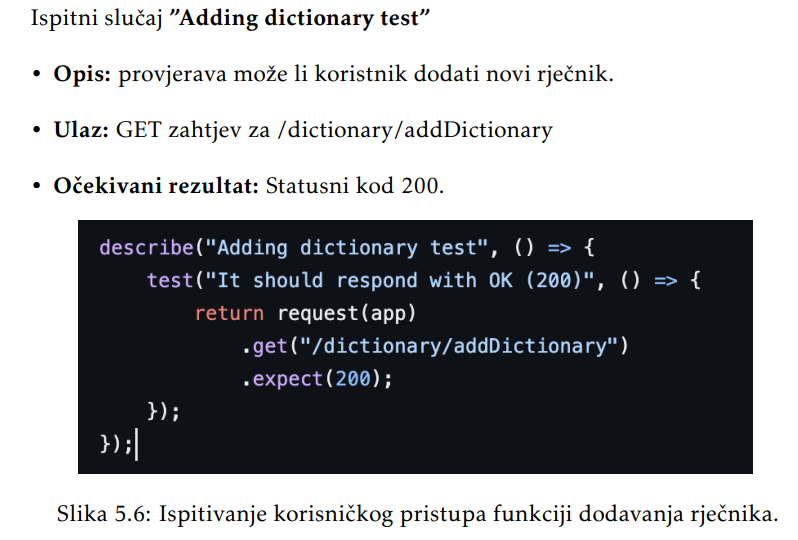 Ispitni slučaj ”Adding dictionary test”
• Opis: provjerava može li koristnik dodati novi rječnik.
• Ulaz: GET zahtjev za /dictionary/addDictionary
• Očekivani rezultat: Statusni kod 200.
describe("Adding dictionary test", () => {
    test("It should respond with OK (200)", () => {
        return request(app)
            .get("/dictionary/addDictionary")
            .expect(200);
    });
});
Slika 5.6: Ispitivanje korisničkog pristupa funkciji dodavanja rječnika.